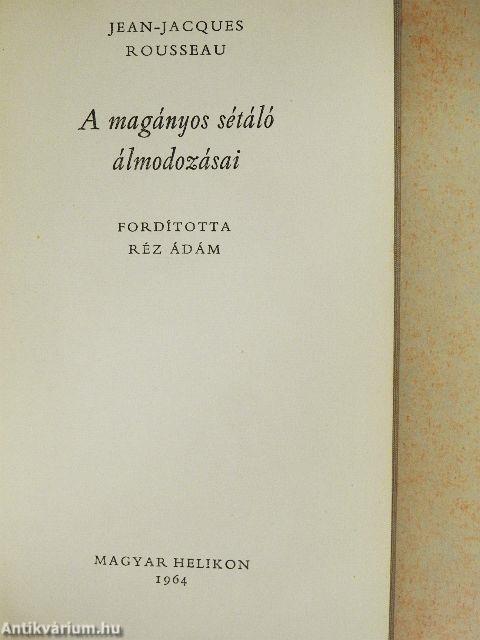 JEAN-JACQUES
ROUSSEAU
A magányos sétáló
álmodozásai
FORDÍTOTTA
RÉZ ÁDÁM
MAGYAR HELIKON
1964
Antikvárium.hu